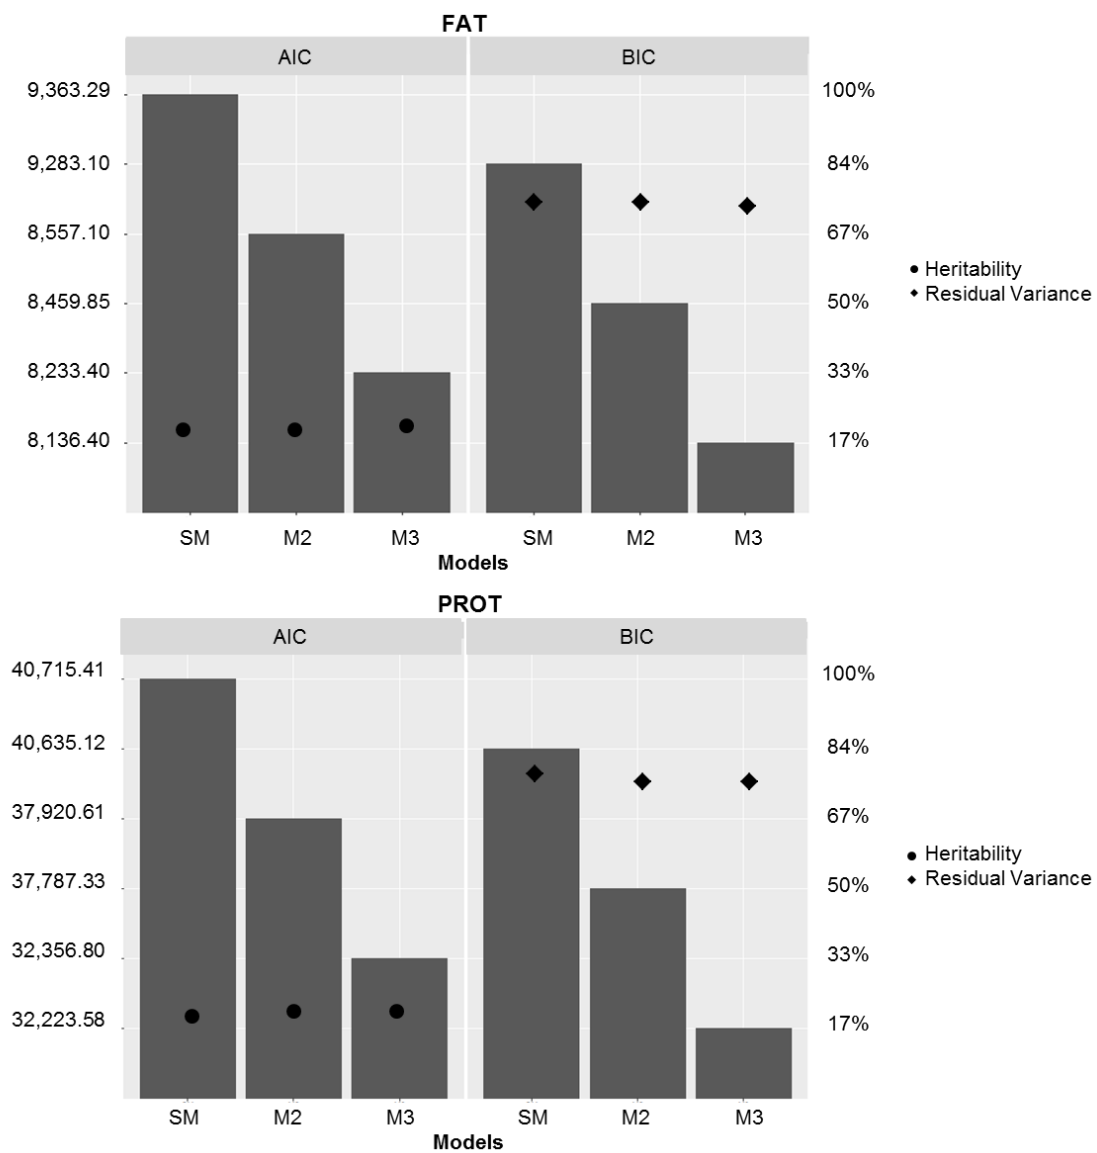 FAT
AIC BIC
9,363.29 100%
9,283.10 84%
8,557.10 67%
8,459.85 50%
8,233.40 33%
8,136.40 17%
Heritability
Residual Variance
SM M2 M3 SM M2 M3
Models
PROT
AIC BIC
40,715.41 100%
40,635.12 84%
37,920.61 67%
37,787.33 50%
32,356.80 33%
32,223.58 17%
Heritability
Residual Variance
SM M2 M3 SM M2 M3
Models